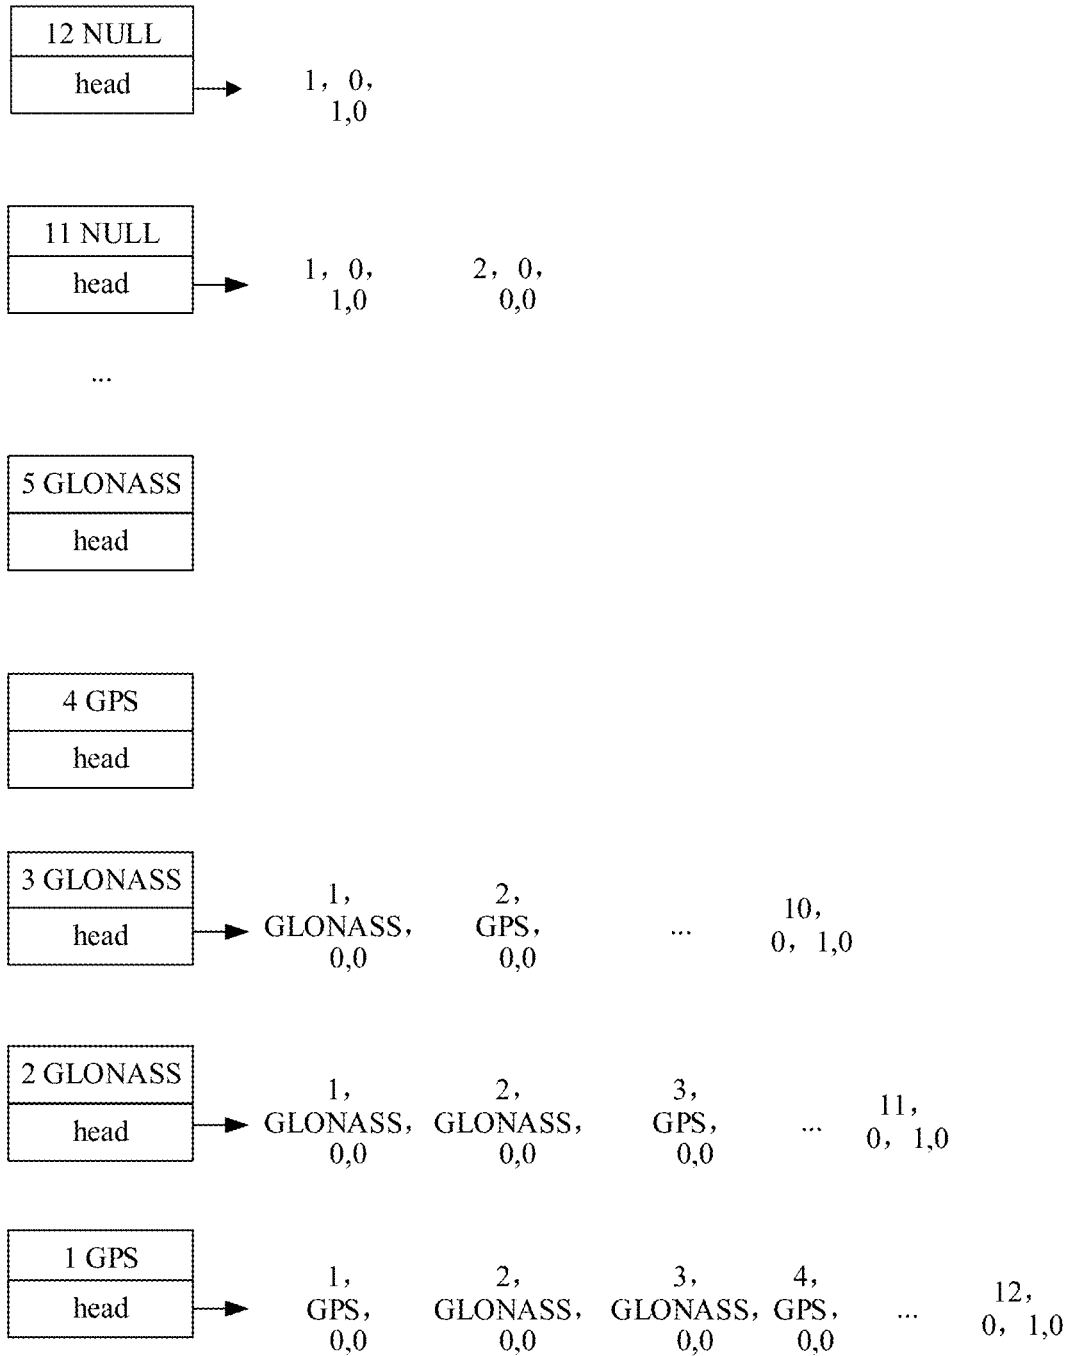 12 NULL
head
1，0，
1,0
11 NULL
head
1，0，
1,0
2，0，
0,0
...
5 GLONASS
head
4 GPS
head
3 GLONASS
head
1，
GLONASS，
0,0
2，
GPS，
0,0
...
10，
0，1,0
2 GLONASS
head
1，
GLONASS，
0,0
2，
GLONASS，
0,0
3，
GPS，
0,0
...
11，
0，1,0
1 GPS
head
1，
GPS，
0,0
2，
GLONASS，
0,0
3，
GLONASS，
0,0
4，
GPS，
0,0
...
12，
0，1,0